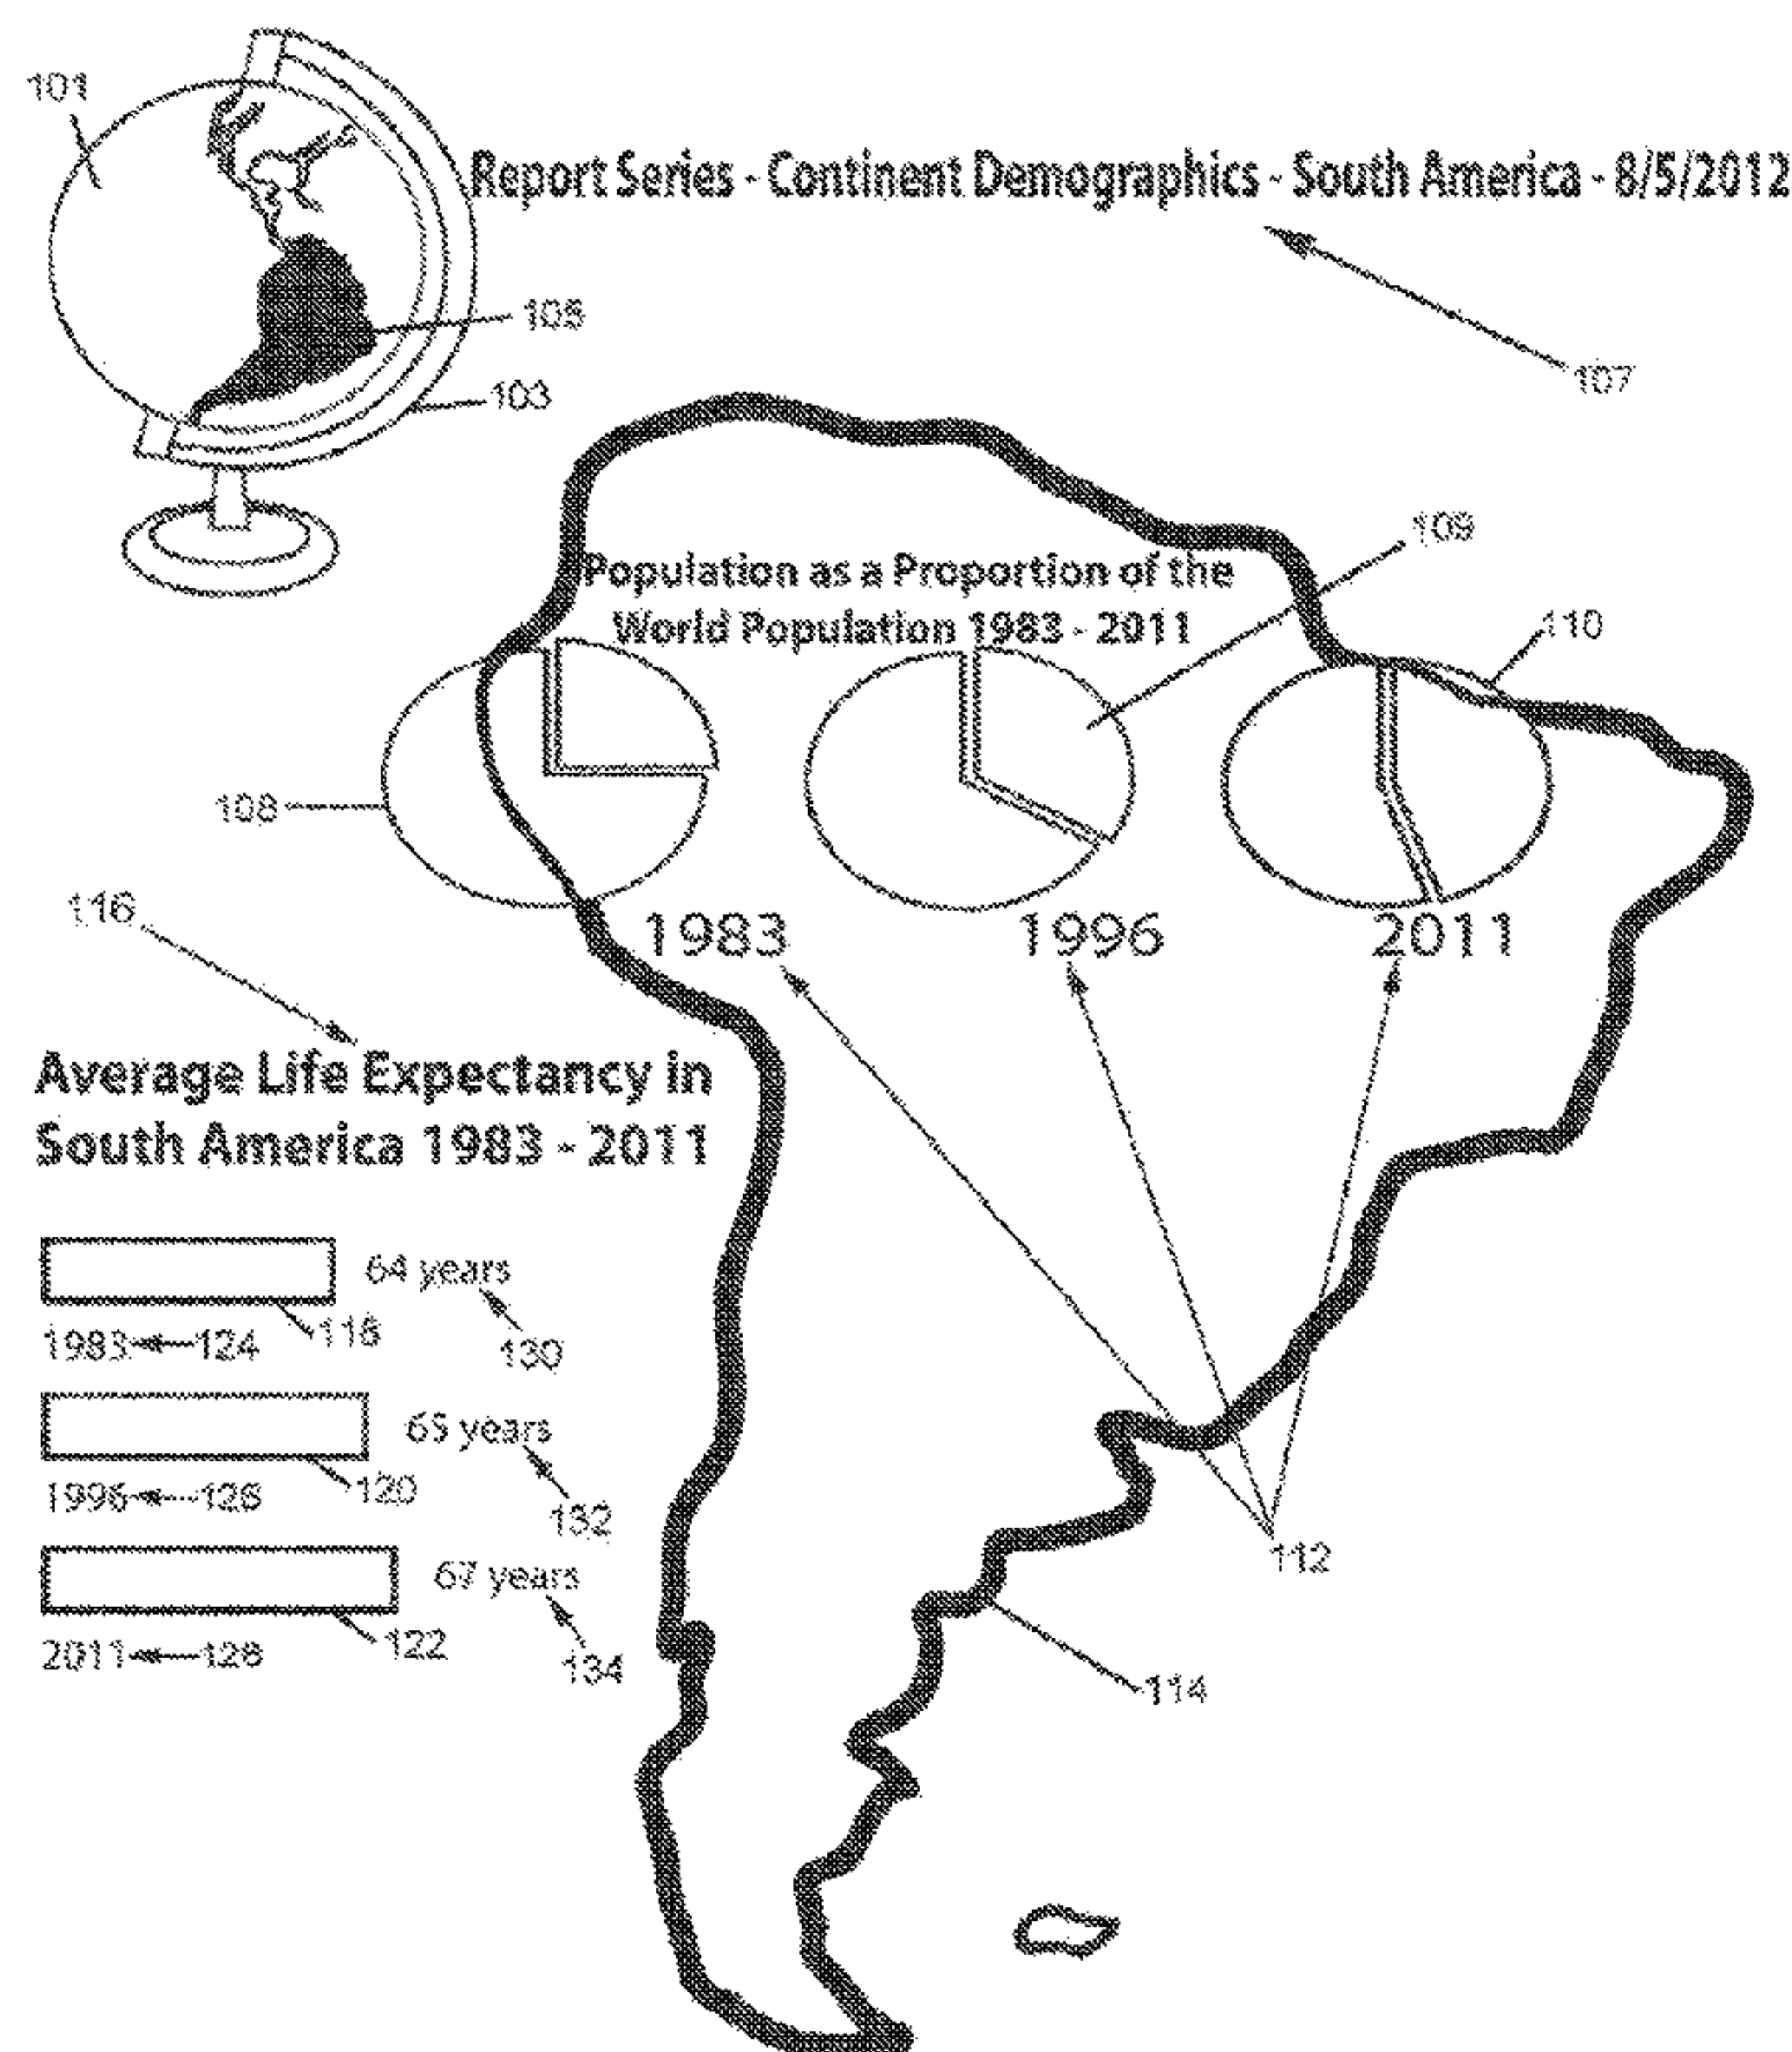 101
Report Series - Continent Demographics - South America - 8/5/2012
105
103
107
109
Population as a Proportion of the
World Population 1983 - 2011
110
108
116
1983 1996 2011
Average Life Expectancy in
South America 1983 - 2011
64 years
1983 124 118 130
65 years
1996 126 120 132
112
67 years
2011 128 122 134
114